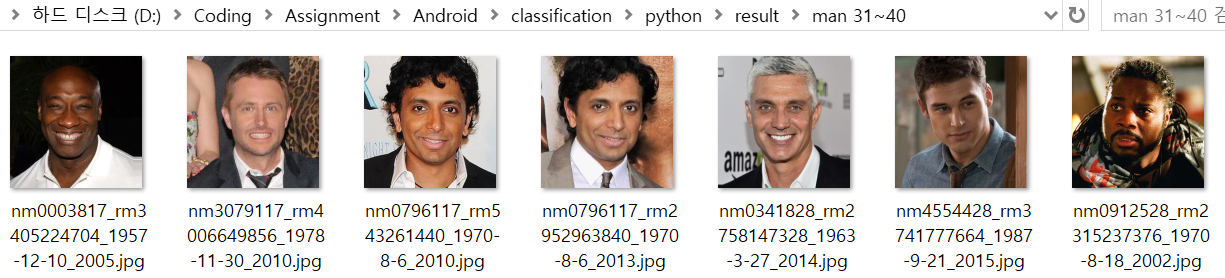 하드 디스크 (D:) > Coding > Assignment > Android > classification > python > result > man 31~40
man 31~40 검
amaz
nm0003817_rm3
405224704_1957
-12-10_2005.jpg
nm3079117_rm4
006649856_1978
-11-30_2010.jpg
nm0796117_rm5
43261440_1970-
8-6_2010.jpg
nm0796117_rm2
952963840_1970
-8-6_2013.jpg
nm0341828_rm2
758147328_1963
-3-27_2014.jpg
nm4554428_rm3
741777664_1987
-9-21_2015.jpg
nm0912528_rm2
315237376_1970
-8-18_2002.jpg